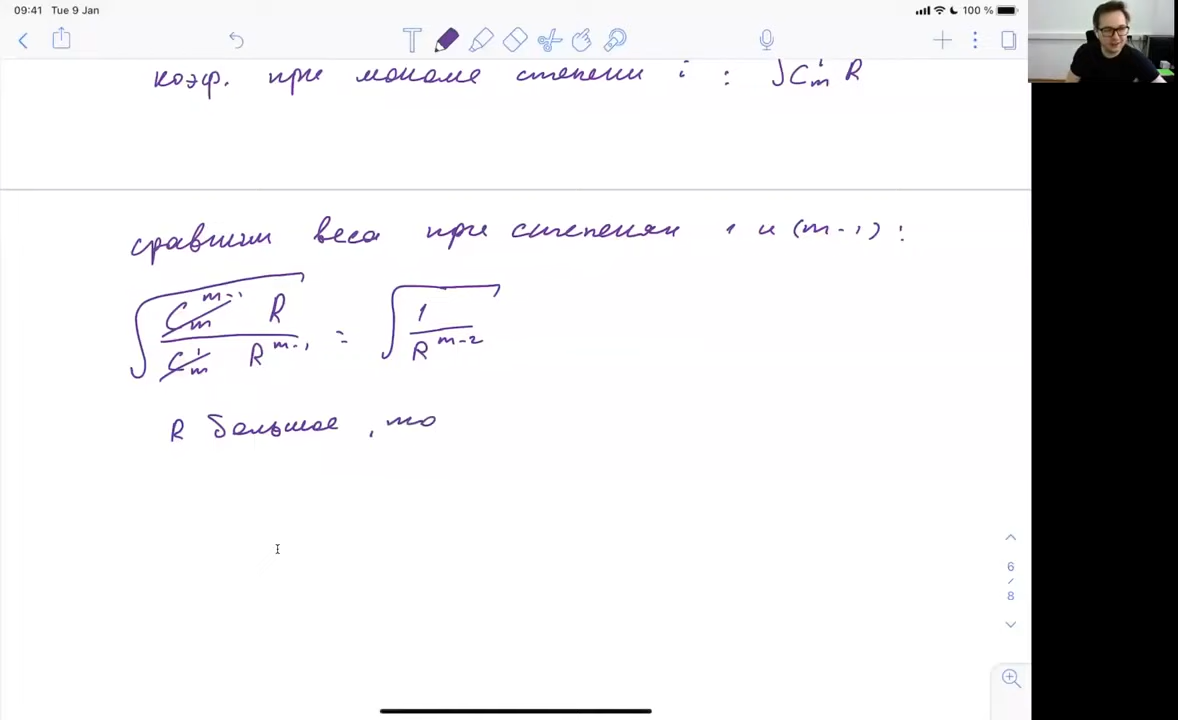 09:41 Tue 9 Jan
100 %
T
коэф. при мономе степени i : √C_m^i R
сравним веса при степенях 1 и (m-1) :
√(C_m^{m-1} R / C_m^1 R^{m-1}) = √(1 / R^{m-2})
R большое, то
6
/
8